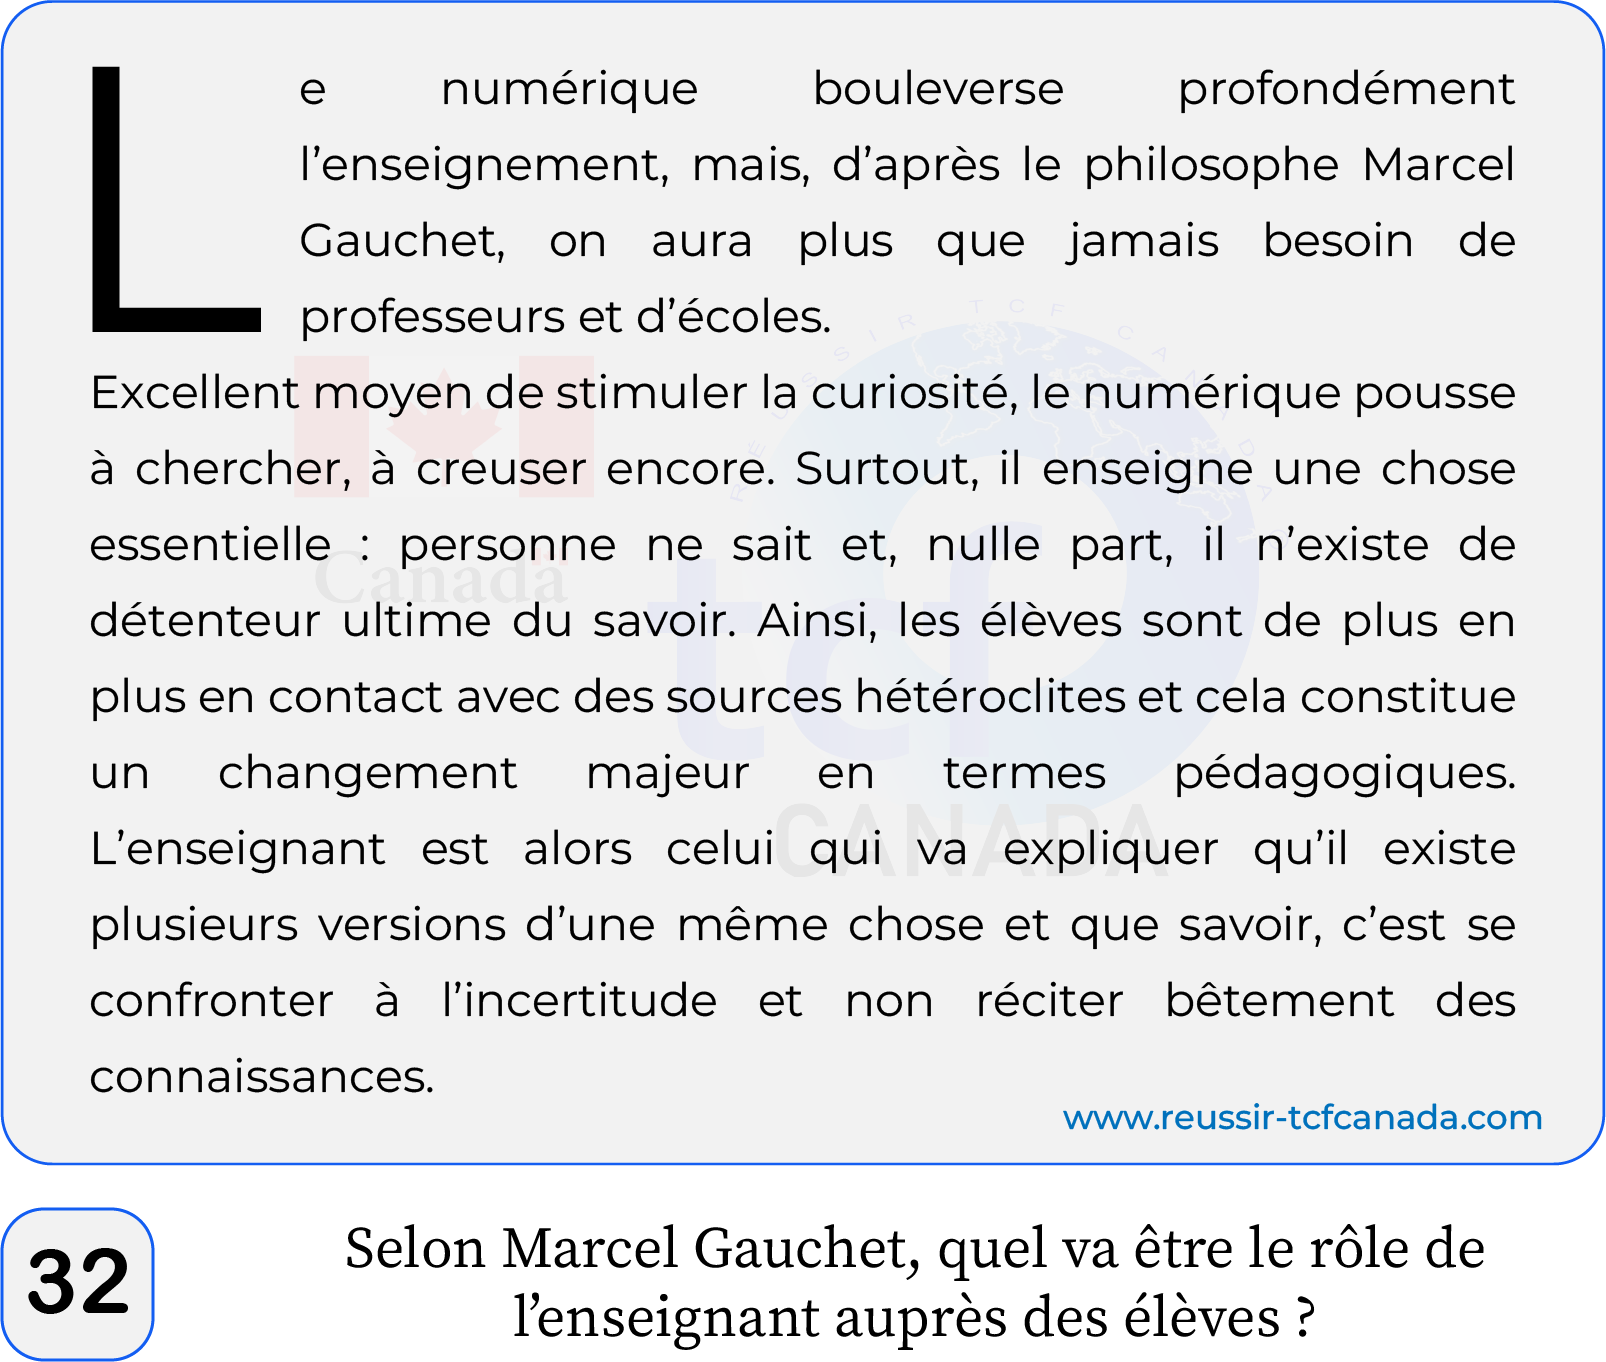 Le numérique bouleverse profondément
l’enseignement, mais, d’après le philosophe Marcel
Gauchet, on aura plus que jamais besoin de
professeurs et d’écoles.
Excellent moyen de stimuler la curiosité, le numérique pousse
à chercher, à creuser encore. Surtout, il enseigne une chose
essentielle : personne ne sait et, nulle part, il n’existe de
détenteur ultime du savoir. Ainsi, les élèves sont de plus en
plus en contact avec des sources hétéroclites et cela constitue
un changement majeur en termes pédagogiques.
L’enseignant est alors celui qui va expliquer qu’il existe
plusieurs versions d’une même chose et que savoir, c’est se
confronter à l’incertitude et non réciter bêtement des
connaissances.
www.reussir-tcfcanada.com
RÉUSSIR TCF CANADA
Canada
tcf
CANADA
32
Selon Marcel Gauchet, quel va être le rôle de
l’enseignant auprès des élèves ?